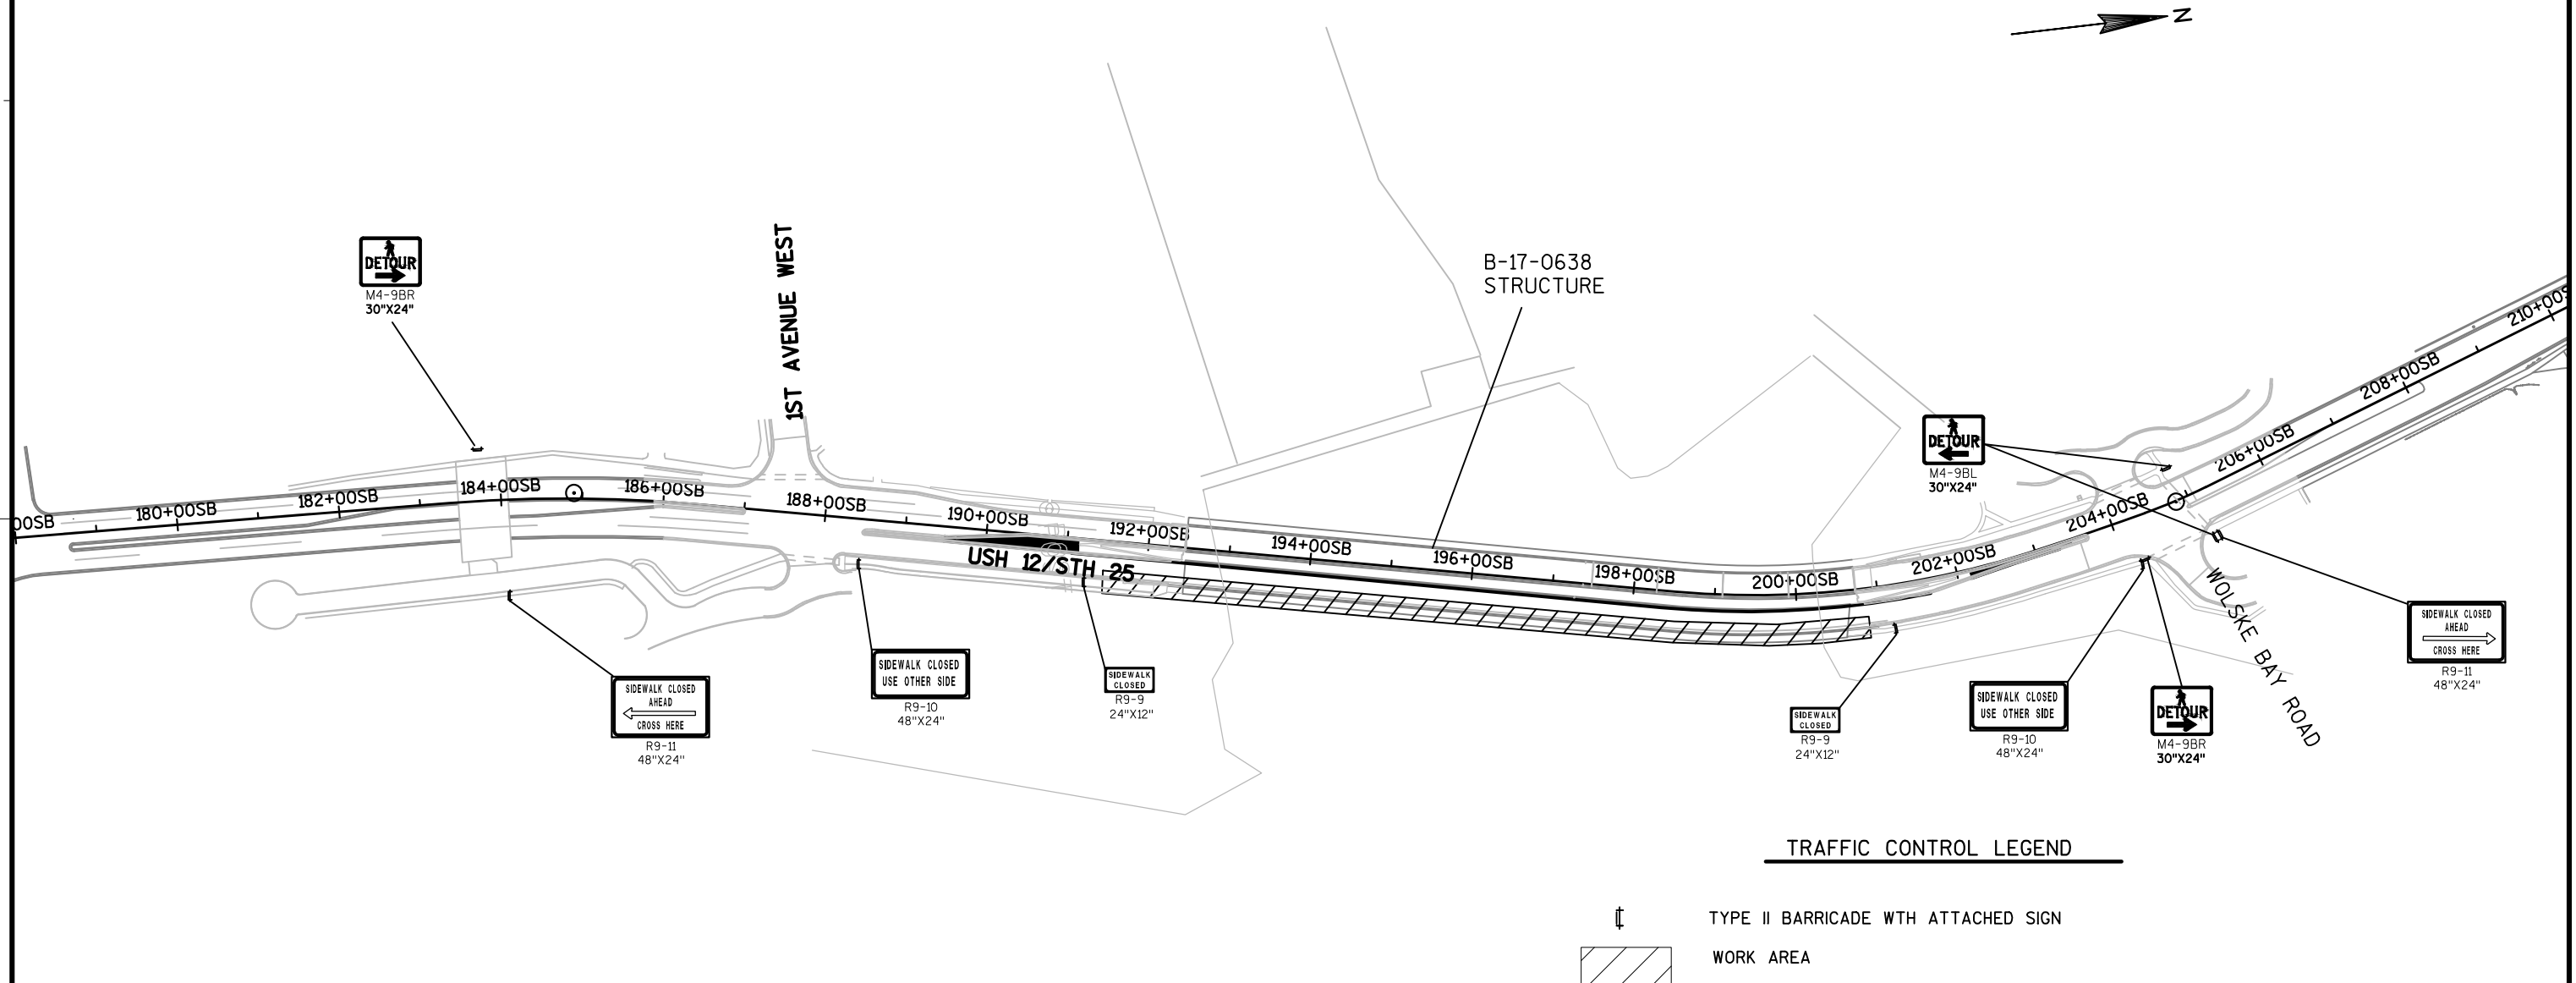 N
DETOUR
M4-9BR
30"X24"
1ST AVENUE WEST
B-17-0638
STRUCTURE
DETOUR
M4-9BL
30"X24"
00SB
180+00SB
182+00SB
184+00SB
186+00SB
188+00SB
190+00SB
192+00SB
194+00SB
196+00SB
198+00SB
200+00SB
202+00SB
204+00SB
206+00SB
208+00SB
210+00S
USH 12/STH 25
WOLSKE BAY ROAD
SIDEWALK CLOSED
AHEAD
CROSS HERE
R9-11
48"X24"
SIDEWALK CLOSED
USE OTHER SIDE
R9-10
48"X24"
SIDEWALK
CLOSED
R9-9
24"X12"
SIDEWALK
CLOSED
R9-9
24"X12"
SIDEWALK CLOSED
USE OTHER SIDE
R9-10
48"X24"
DETOUR
M4-9BR
30"X24"
SIDEWALK CLOSED
AHEAD
CROSS HERE
R9-11
48"X24"
TRAFFIC CONTROL LEGEND
TYPE II BARRICADE WTH ATTACHED SIGN
WORK AREA